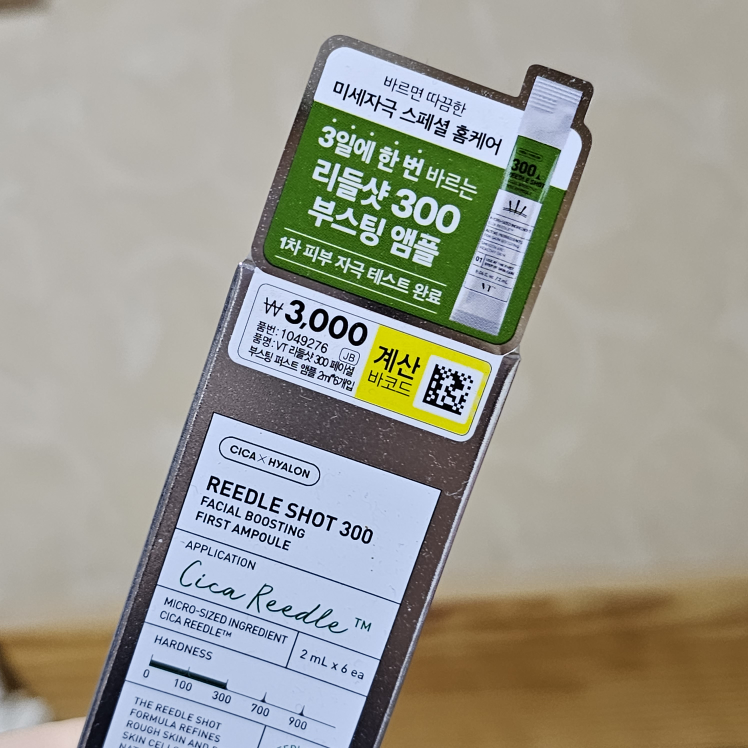 바르면 따끔한
미세자극 스페셜 홈케어
3일에 한 번 바르는
리들샷 300
부스팅 앰플
1차 피부 자극 테스트 완료
300
REEDLE SHOT
01
VT
₩3,000
품번: 1049276
JB
품명: VT 리들샷 300 페이셜
부스팅 퍼스트 앰플 2ml*6개입
계산
바코드
CICA × HYALON
REEDLE SHOT 300
FACIAL BOOSTING
FIRST AMPOULE
APPLICATION
Cica Reedle™
MICRO-SIZED INGREDIENT
CICA REEDLE™
2 mL x 6 ea
HARDNESS
0 100 300 700 900
THE REEDLE SHOT
FORMULA REFINES
ROUGH SKIN AND